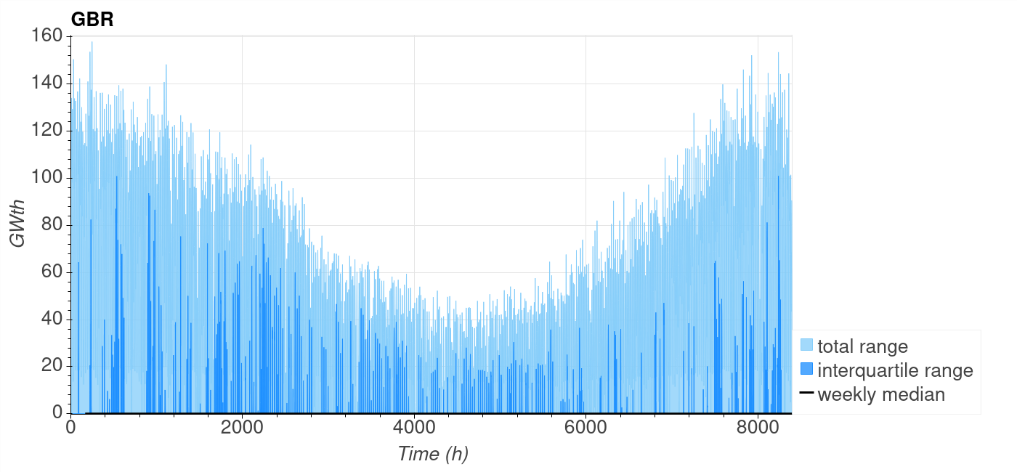 GBR
160
140
120
100
80
60
40
20
0
GWth
0 2000 4000 6000 8000
Time (h)
total range
interquartile range
weekly median